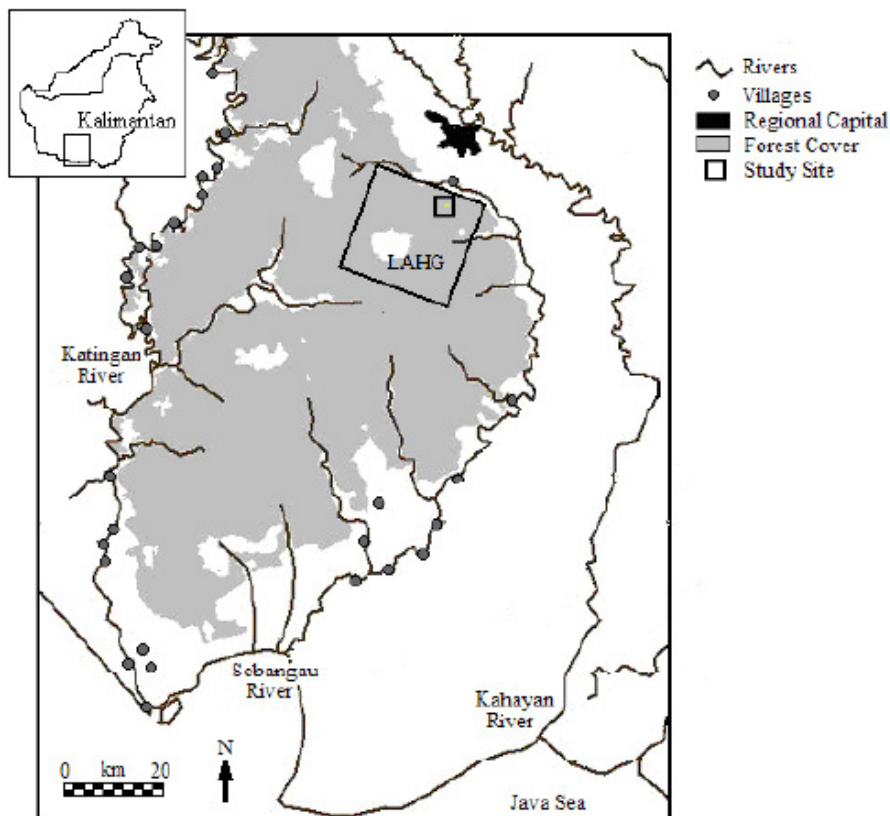 Kalimantan
Rivers
Villages
Regional Capital
Forest Cover
Study Site
LAHG
Katingan
River
Sebangau
River
Kahayan
River
N
0 km 20
Java Sea